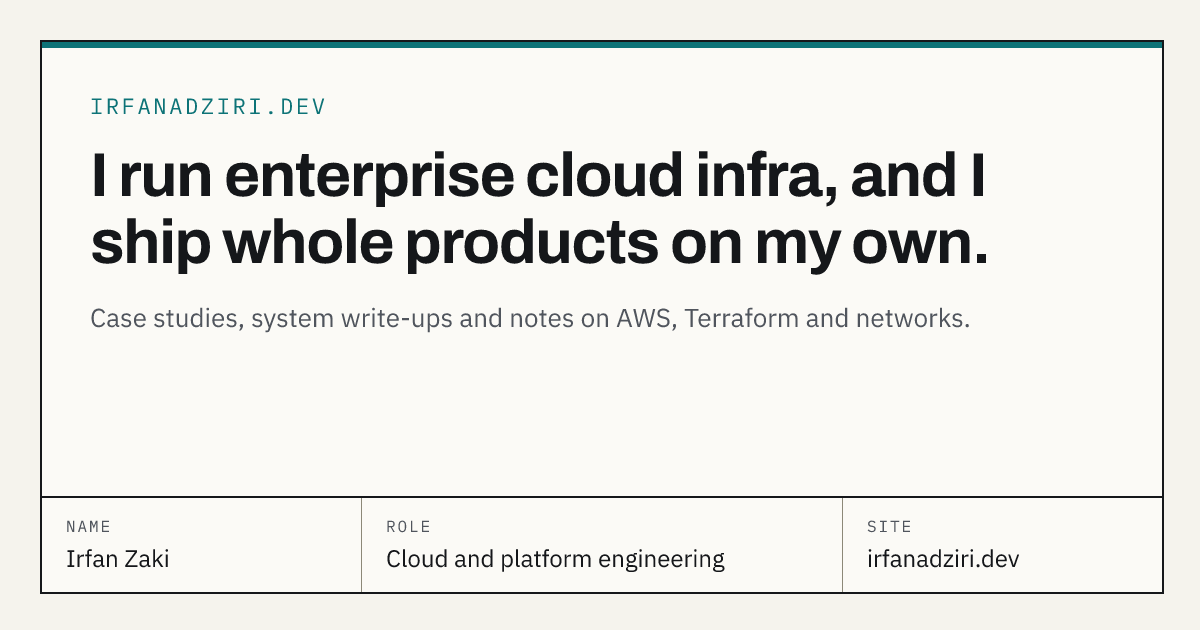 IRFANADZIRI.DEV
I run enterprise cloud infra, and I
ship whole products on my own.
Case studies, system write-ups and notes on AWS, Terraform and networks.
NAME
Irfan Zaki
ROLE
Cloud and platform engineering
SITE
irfanadziri.dev